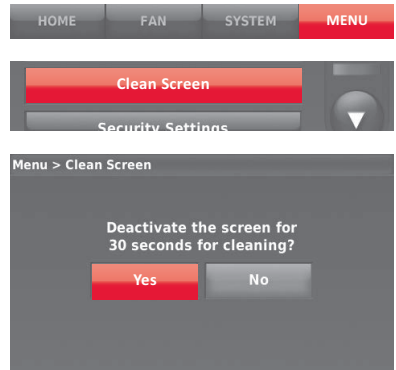 HOME FAN SYSTEM MENU
Clean Screen
Security Settings
Menu > Clean Screen
Deactivate the screen for
30 seconds for cleaning?
Yes No